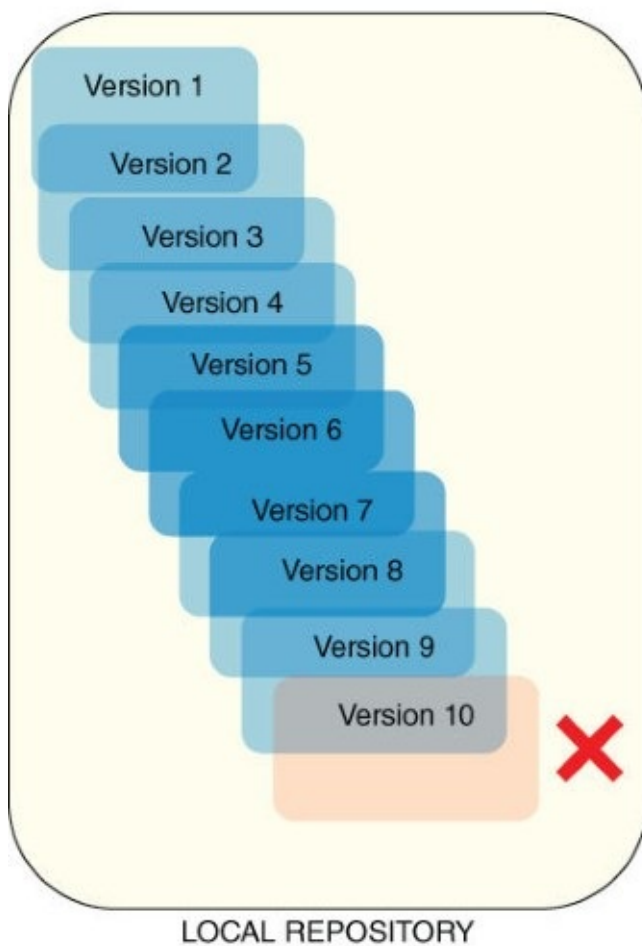 Version 1
Version 2
Version 3
Version 4
Version 5
Version 6
Version 7
Version 8
Version 9
Version 10
LOCAL REPOSITORY